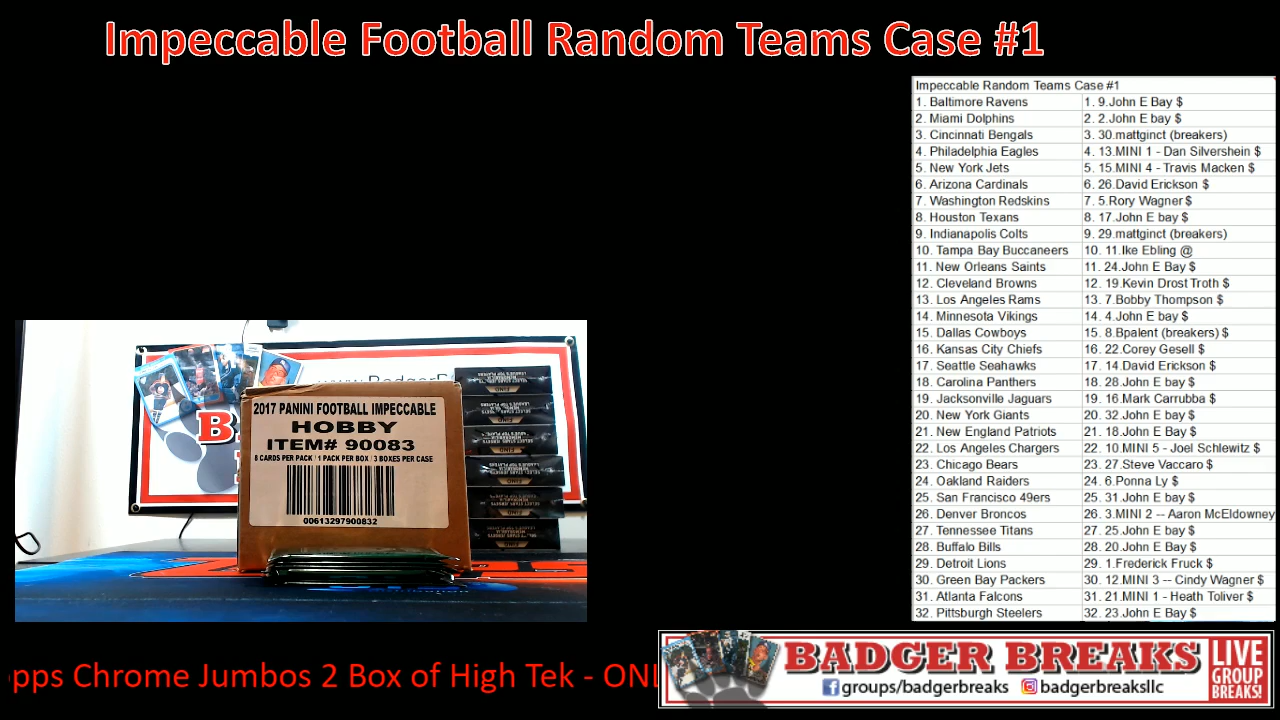 Impeccable Football Random Teams Case #1
Impeccable Random Teams Case #1
1. Baltimore Ravens 1. 9.John E Bay $
2. Miami Dolphins 2. 2.John E bay $
3. Cincinnati Bengals 3. 30.mattginct (breakers)
4. Philadelphia Eagles 4. 13.MINI 1 - Dan Silvershein $
5. New York Jets 5. 15.MINI 4 - Travis Macken $
6. Arizona Cardinals 6. 26.David Erickson $
7. Washington Redskins 7. 5.Rory Wagner $
8. Houston Texans 8. 17.John E bay $
9. Indianapolis Colts 9. 29.mattginct (breakers)
10. Tampa Bay Buccaneers 10. 11.Ike Ebling @
11. New Orleans Saints 11. 24.John E Bay $
12. Cleveland Browns 12. 19.Kevin Drost Troth $
13. Los Angeles Rams 13. 7.Bobby Thompson $
14. Minnesota Vikings 14. 4.John E bay $
15. Dallas Cowboys 15. 8.Bpalent (breakers) $
16. Kansas City Chiefs 16. 22.Corey Gesell $
17. Seattle Seahawks 17. 14.David Erickson $
18. Carolina Panthers 18. 28.John E bay $
19. Jacksonville Jaguars 19. 16.Mark Carrubba $
20. New York Giants 20. 32.John E bay $
21. New England Patriots 21. 18.John E Bay $
22. Los Angeles Chargers 22. 10.MINI 5 - Joel Schlewitz $
23. Chicago Bears 23. 27.Steve Vaccaro $
24. Oakland Raiders 24. 6.Ponna Ly $
25. San Francisco 49ers 25. 31.John E bay $
26. Denver Broncos 26. 3.MINI 2 -- Aaron McEldowney
27. Tennessee Titans 27. 25.John E bay $
28. Buffalo Bills 28. 20.John E Bay $
29. Detroit Lions 29. 1.Frederick Fruck $
30. Green Bay Packers 30. 12.MINI 3 -- Cindy Wagner $
31. Atlanta Falcons 31. 21.MINI 1 - Heath Toliver $
32. Pittsburgh Steelers 32. 23.John E Bay $
2017 PANINI FOOTBALL IMPECCABLE
HOBBY
ITEM# 90083
8 CARDS PER PACK / 1 PACK PER BOX / 3 BOXES PER CASE
00613297900832
opps Chrome Jumbos 2 Box of High Tek - ONL
BADGER BREAKS
groups/badgerbreaks badgerbreaksllc
LIVE
GROUP
BREAKS!